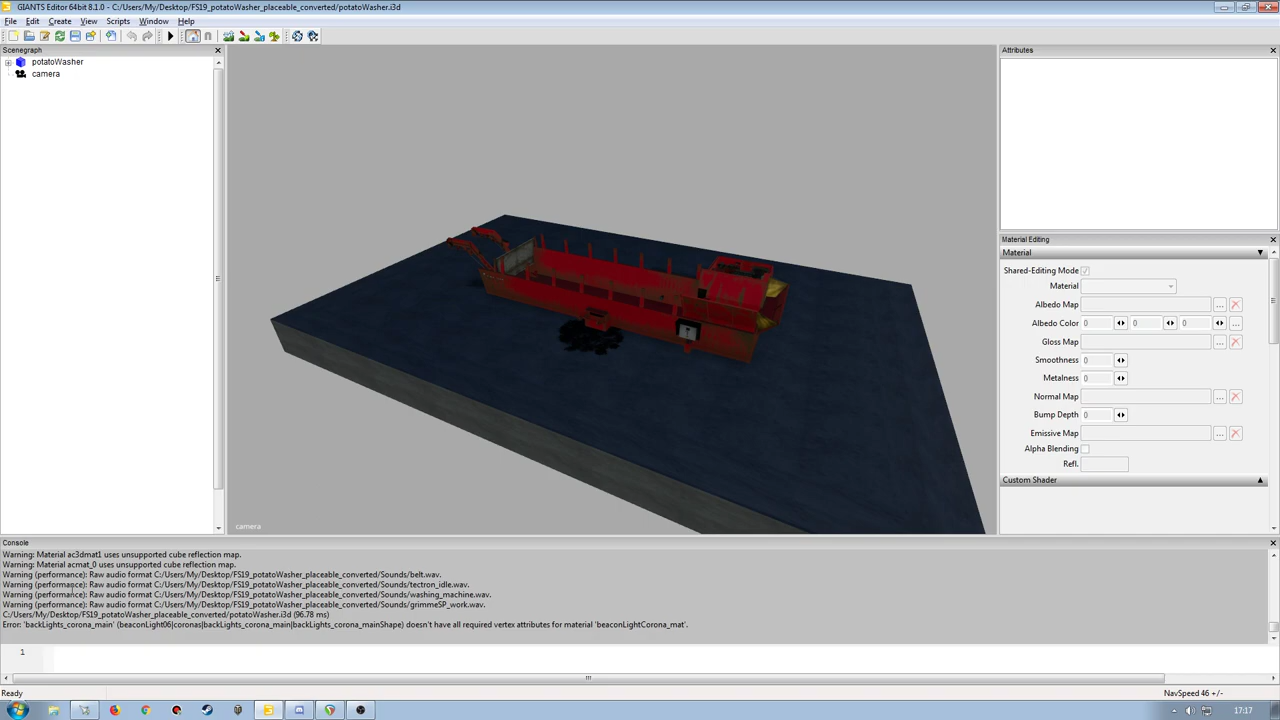 GIANTS Editor 64bit 8.1.0 - C:/Users/My/Desktop/FS19_potatoWasher_placeable_converted/potatoWasher.i3d
File Edit Create View Scripts Window Help
Scenegraph
potatoWasher
camera
camera
Attributes
Material Editing
Material
Shared-Editing Mode
Material
Albedo Map ...
Albedo Color 0 0 0 ...
Gloss Map ...
Smoothness 0
Metalness 0
Normal Map ...
Bump Depth 0
Emissive Map ...
Alpha Blending
Refl.
Custom Shader
Console
Warning: Material ac3dmat1 uses unsupported cube reflection map.
Warning: Material acmat_0 uses unsupported cube reflection map.
Warning (performance): Raw audio format C:/Users/My/Desktop/FS19_potatoWasher_placeable_converted/Sounds/belt.wav.
Warning (performance): Raw audio format C:/Users/My/Desktop/FS19_potatoWasher_placeable_converted/Sounds/tectron_idle.wav.
Warning (performance): Raw audio format C:/Users/My/Desktop/FS19_potatoWasher_placeable_converted/Sounds/washing_machine.wav.
Warning (performance): Raw audio format C:/Users/My/Desktop/FS19_potatoWasher_placeable_converted/Sounds/grimmeSP_work.wav.
C:/Users/My/Desktop/FS19_potatoWasher_placeable_converted/potatoWasher.i3d (96.78 ms)
Error: 'backLights_corona_main' (beaconLight06|coronas|backLights_corona_main|backLights_corona_mainShape) doesn't have all required vertex attributes for material 'beaconLightCorona_mat'.
1
Ready
NavSpeed 46 +/-
17:17